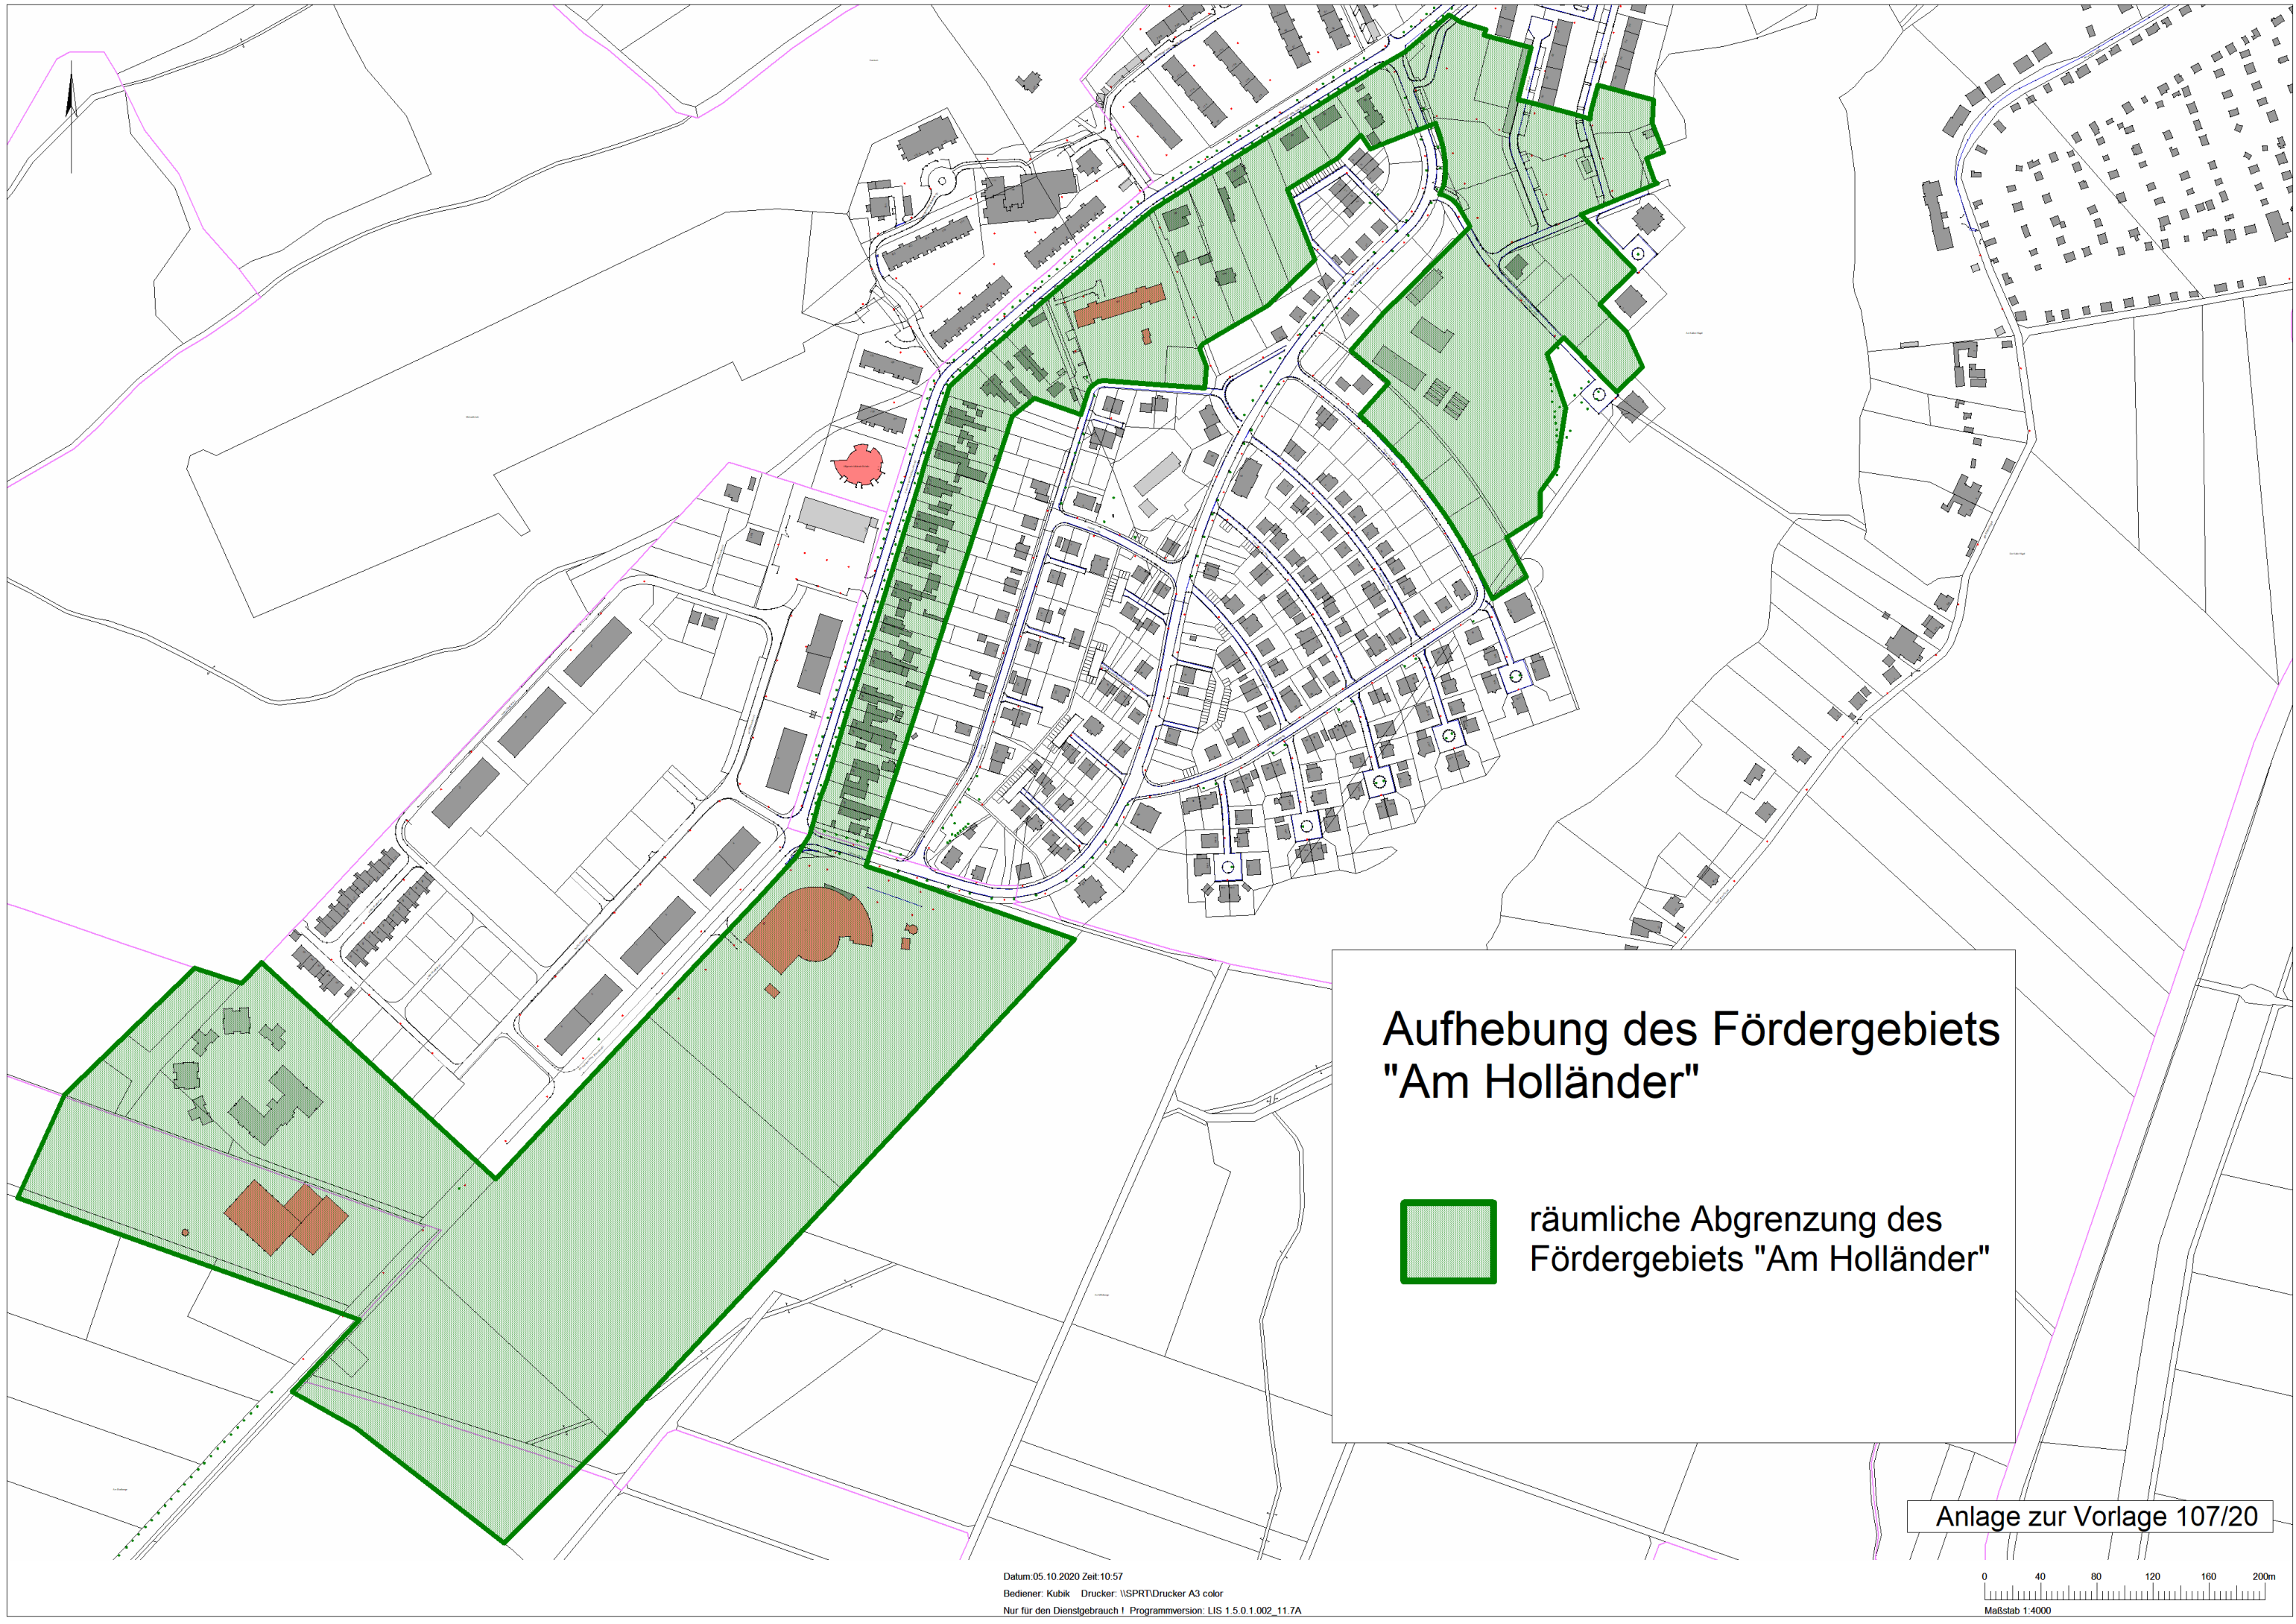 Aufhebung des Fördergebiets
"Am Holländer"
räumliche Abgrenzung des
Fördergebiets "Am Holländer"
Anlage zur Vorlage 107/20
Datum:05.10.2020 Zeit:10:57
Bediener: Kubik Drucker: \\SPRT\Drucker A3 color
Nur für den Dienstgebrauch ! Programmversion: LIS 1.5.0.1.002_11.7A
0 40 80 120 160 200m
Maßstab 1:4000